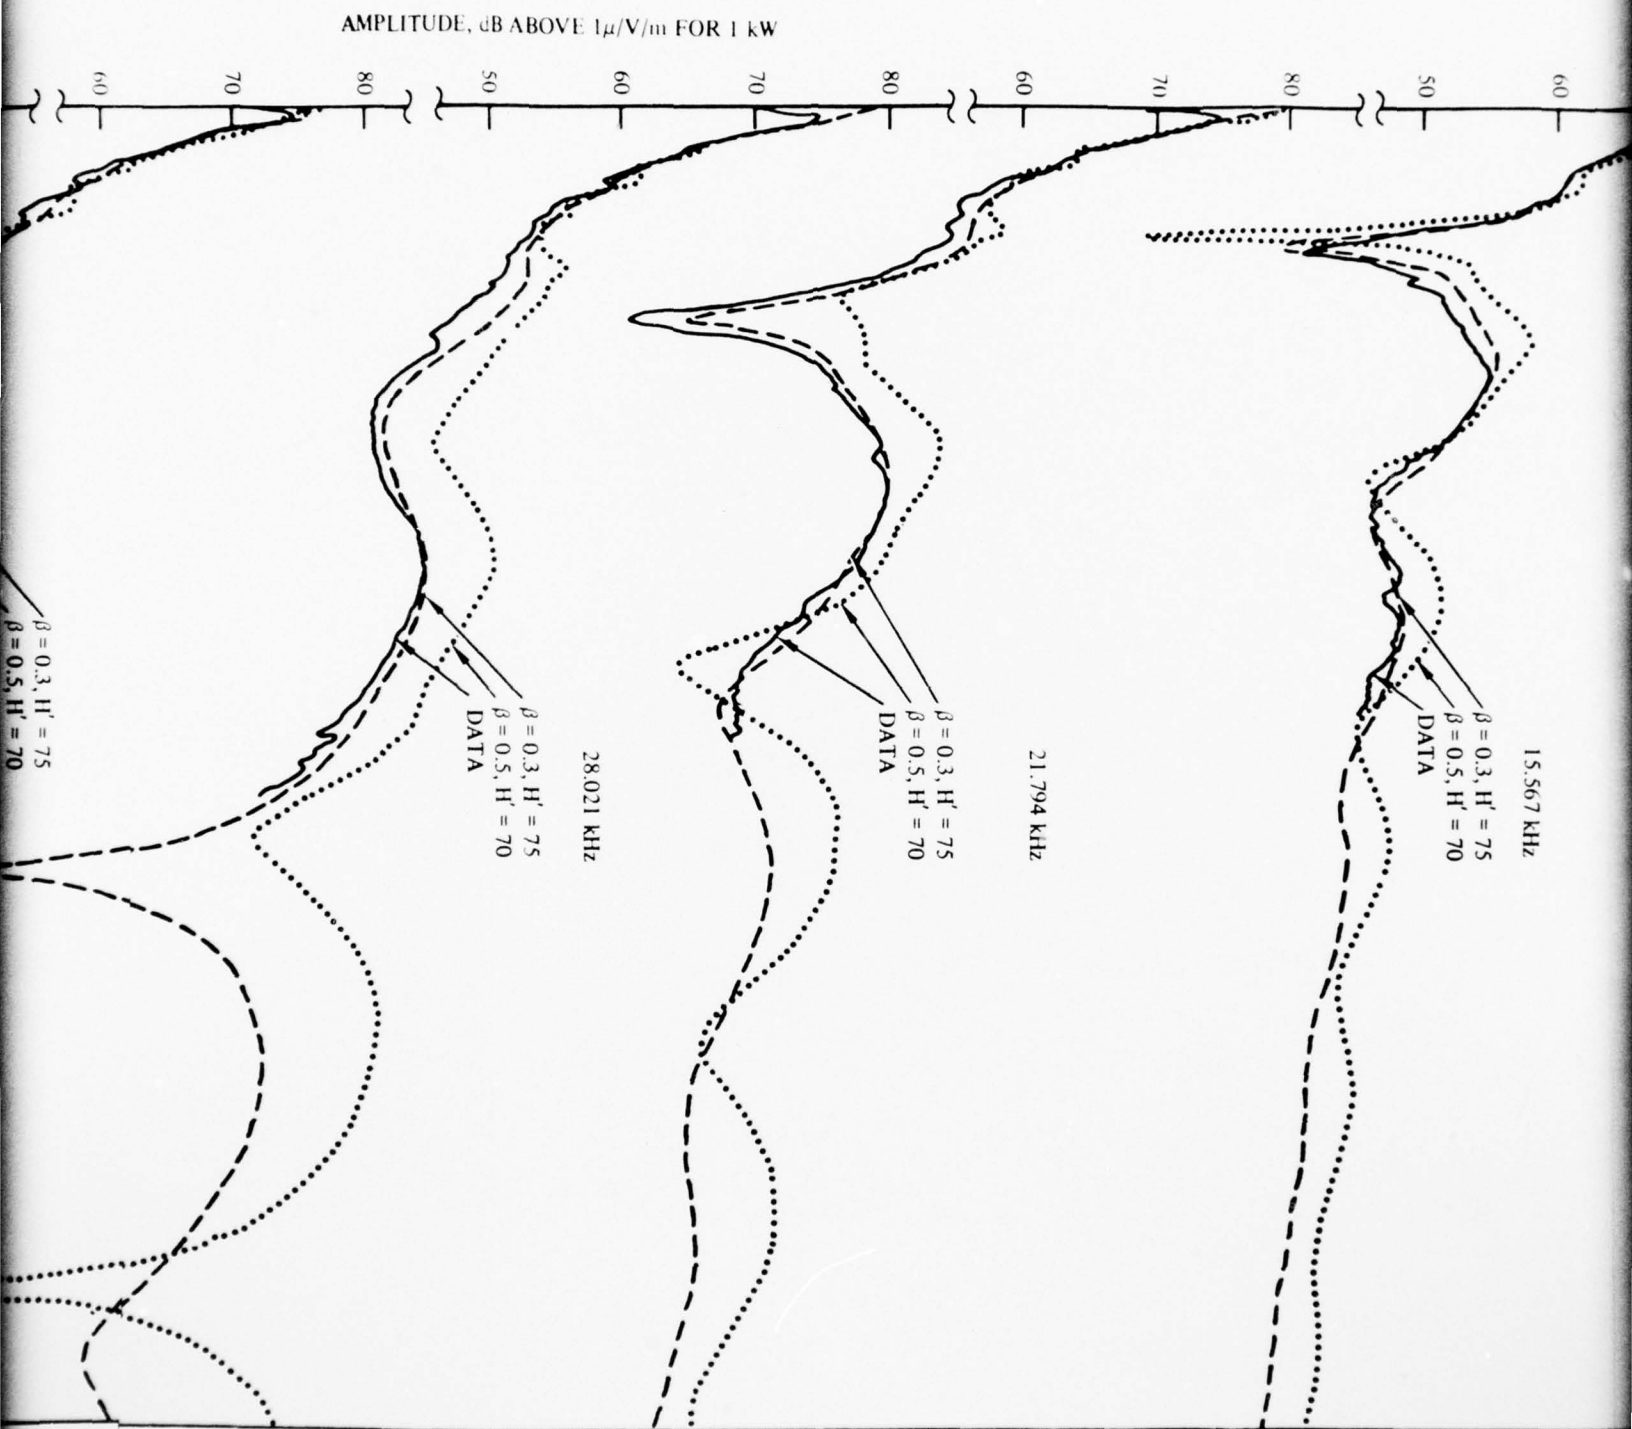 AMPLITUDE, dB ABOVE 1μ/V/m FOR 1 kW
60
70
80
50
60
70
80
60
70
80
50
60
15.567 kHz
β = 0.3, H' = 75
β = 0.5, H' = 70
DATA
21.794 kHz
β = 0.3, H' = 75
β = 0.5, H' = 70
DATA
28.021 kHz
β = 0.3, H' = 75
β = 0.5, H' = 70
DATA
β = 0.3, H' = 75
β = 0.5, H' = 70